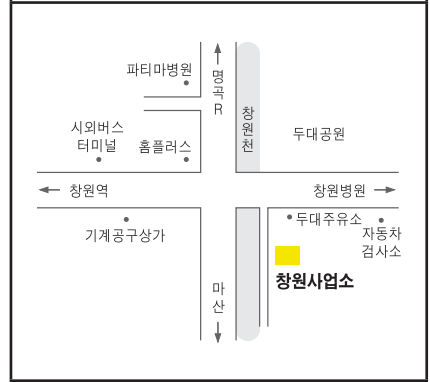 파티마병원
명곡R
창원천
두대공원
시외버스
터미널
홈플러스
창원역
창원병원
기계공구상가
두대주유소
자동차
검사소
마산
창원사업소